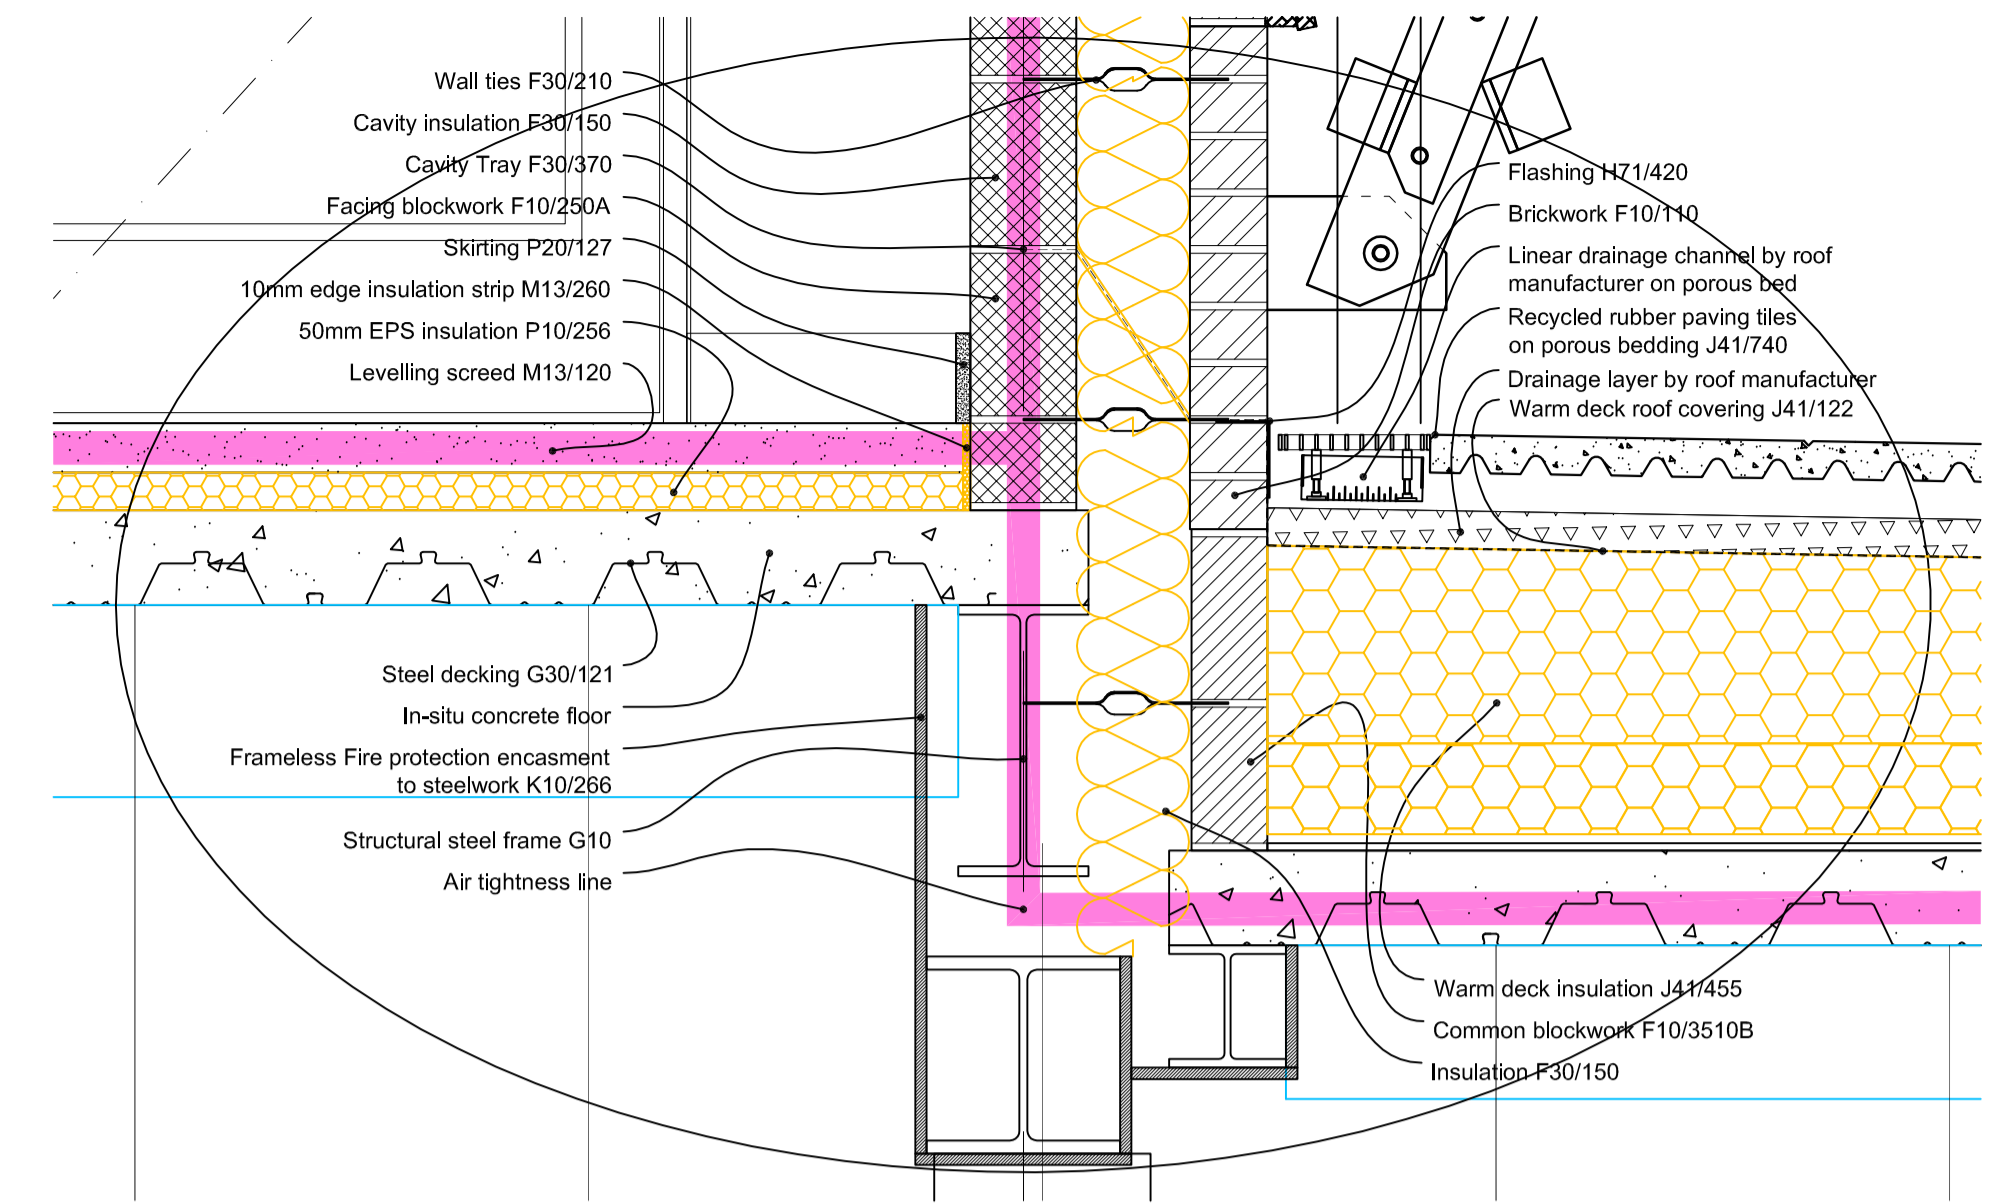 Wall ties F30/210
Cavity insulation F30/150
Cavity Tray F30/370
Facing blockwork F10/250A
Skirting P20/127
10mm edge insulation strip M13/260
50mm EPS insulation P10/256
Levelling screed M13/120
Steel decking G30/121
In-situ concrete floor
Frameless Fire protection encasment
to steelwork K10/266
Structural steel frame G10
Air tightness line
Flashing H71/420
Brickwork F10/110
Linear drainage channel by roof
manufacturer on porous bed
Recycled rubber paving tiles
on porous bedding J41/740
Drainage layer by roof manufacturer
Warm deck roof covering J41/122
Warm deck insulation J41/455
Common blockwork F10/3510B
Insulation F30/150